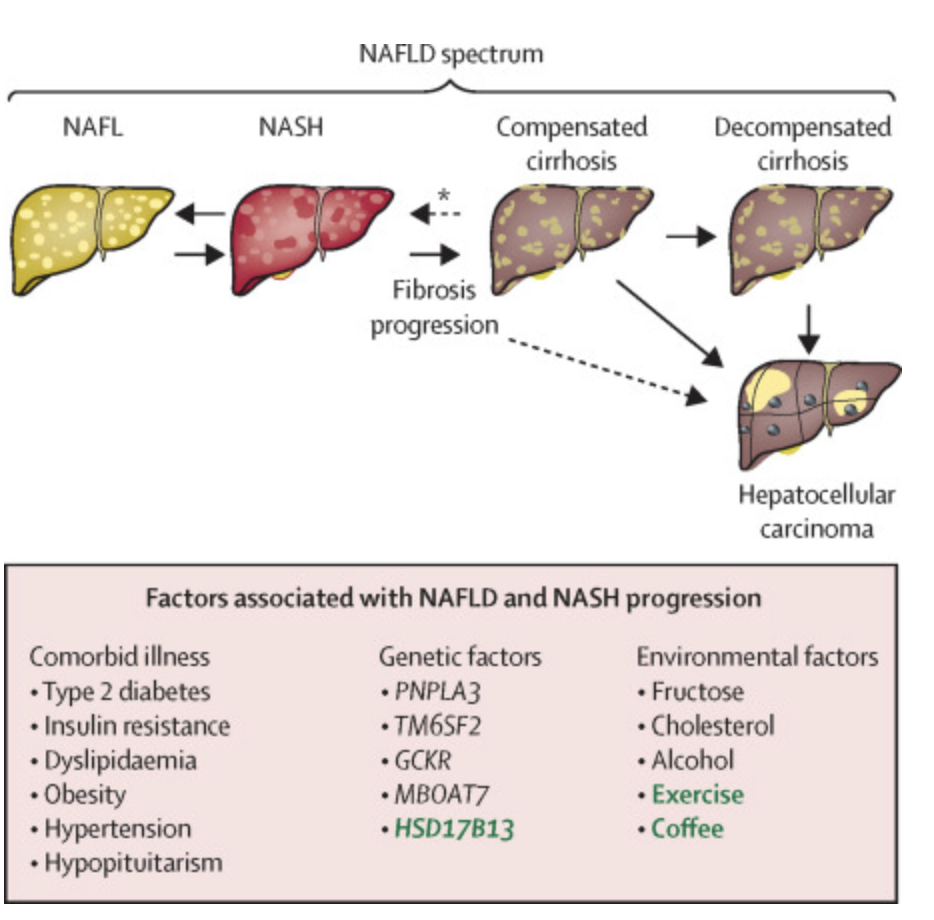 NAFLD spectrum
NAFL
NASH
Compensated
cirrhosis
Decompensated
cirrhosis
*
Fibrosis
progression
Hepatocellular
carcinoma
Factors associated with NAFLD and NASH progression
Comorbid illness
• Type 2 diabetes
• Insulin resistance
• Dyslipidaemia
• Obesity
• Hypertension
• Hypopituitarism
Genetic factors
• PNPLA3
• TM6SF2
• GCKR
• MBOAT7
• HSD17B13
Environmental factors
• Fructose
• Cholesterol
• Alcohol
• Exercise
• Coffee